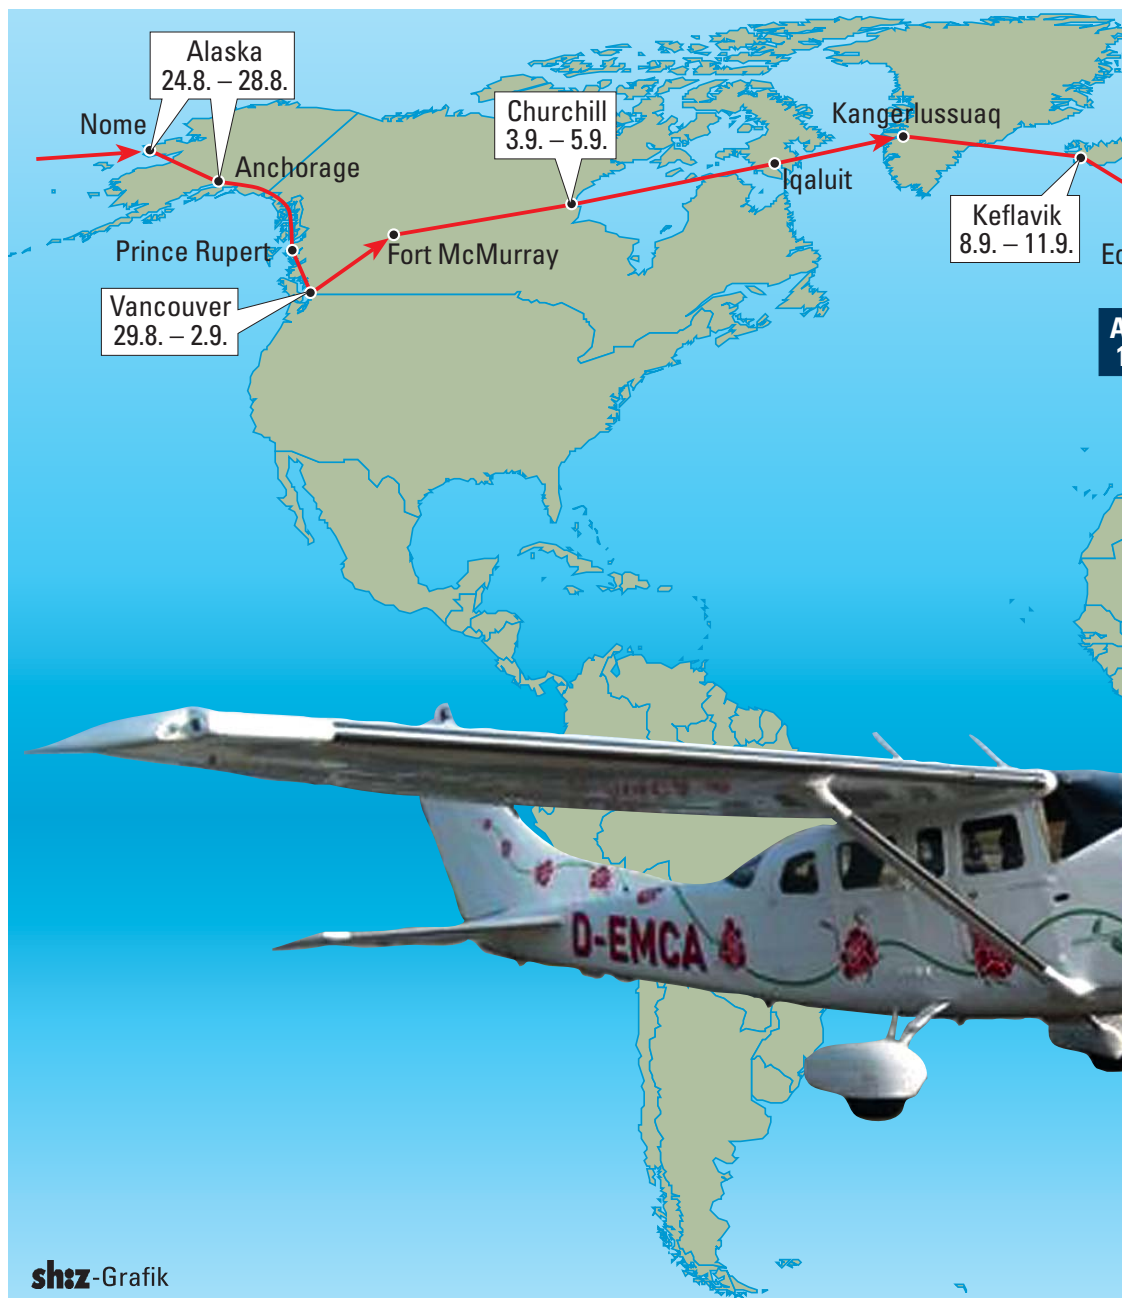 Alaska
24.8. – 28.8.
Nome
Anchorage
Churchill
3.9. – 5.9.
Kangerlussuaq
Iqaluit
Keflavik
8.9. – 11.9.
Prince Rupert
Fort McMurray
Vancouver
29.8. – 2.9.
D-EMCA
sh:z-Grafik